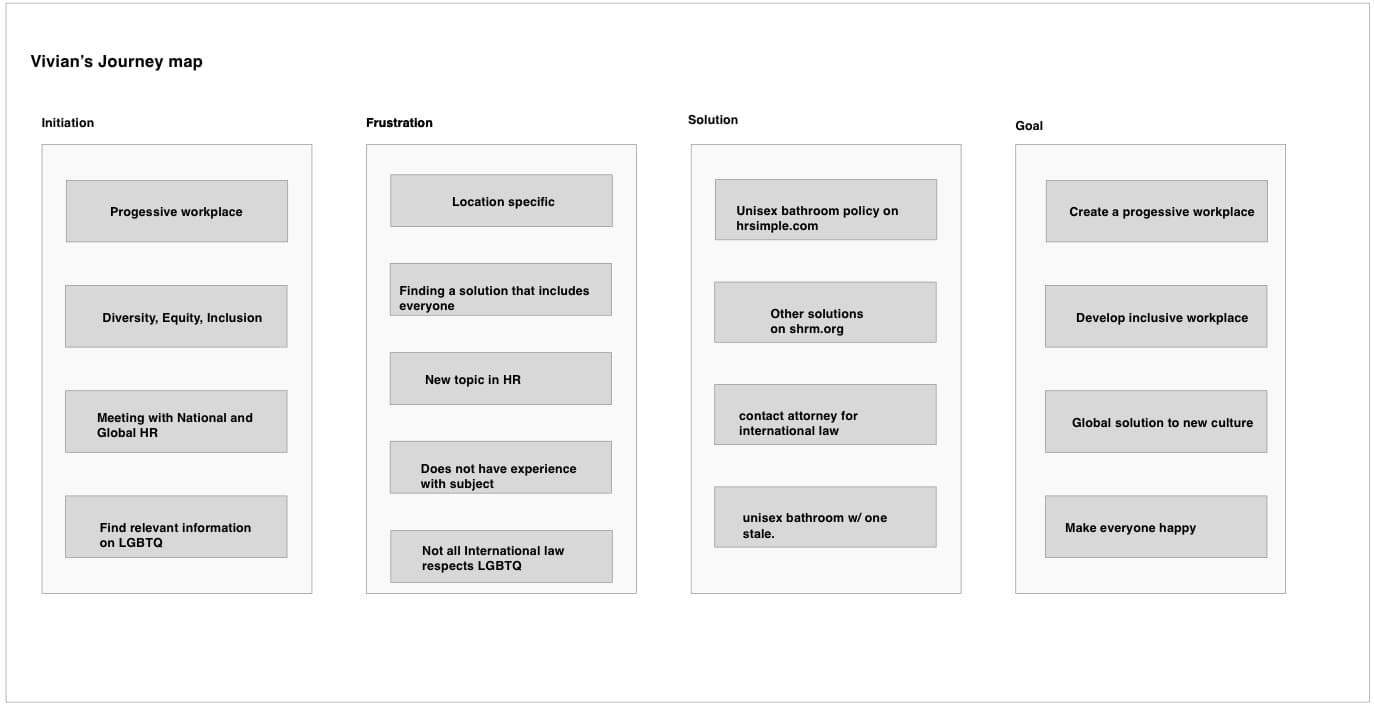 Vivian’s Journey map
Initiation
Progessive workplace
Diversity, Equity, Inclusion
Meeting with National and
Global HR
Find relevant information
on LGBTQ
Frustration
Location specific
Finding a solution that includes
everyone
New topic in HR
Does not have experience
with subject
Not all International law
respects LGBTQ
Solution
Unisex bathroom policy on
hrsimple.com
Other solutions
on shrm.org
contact attorney for
international law
unisex bathroom w/ one
stale.
Goal
Create a progessive workplace
Develop inclusive workplace
Global solution to new culture
Make everyone happy